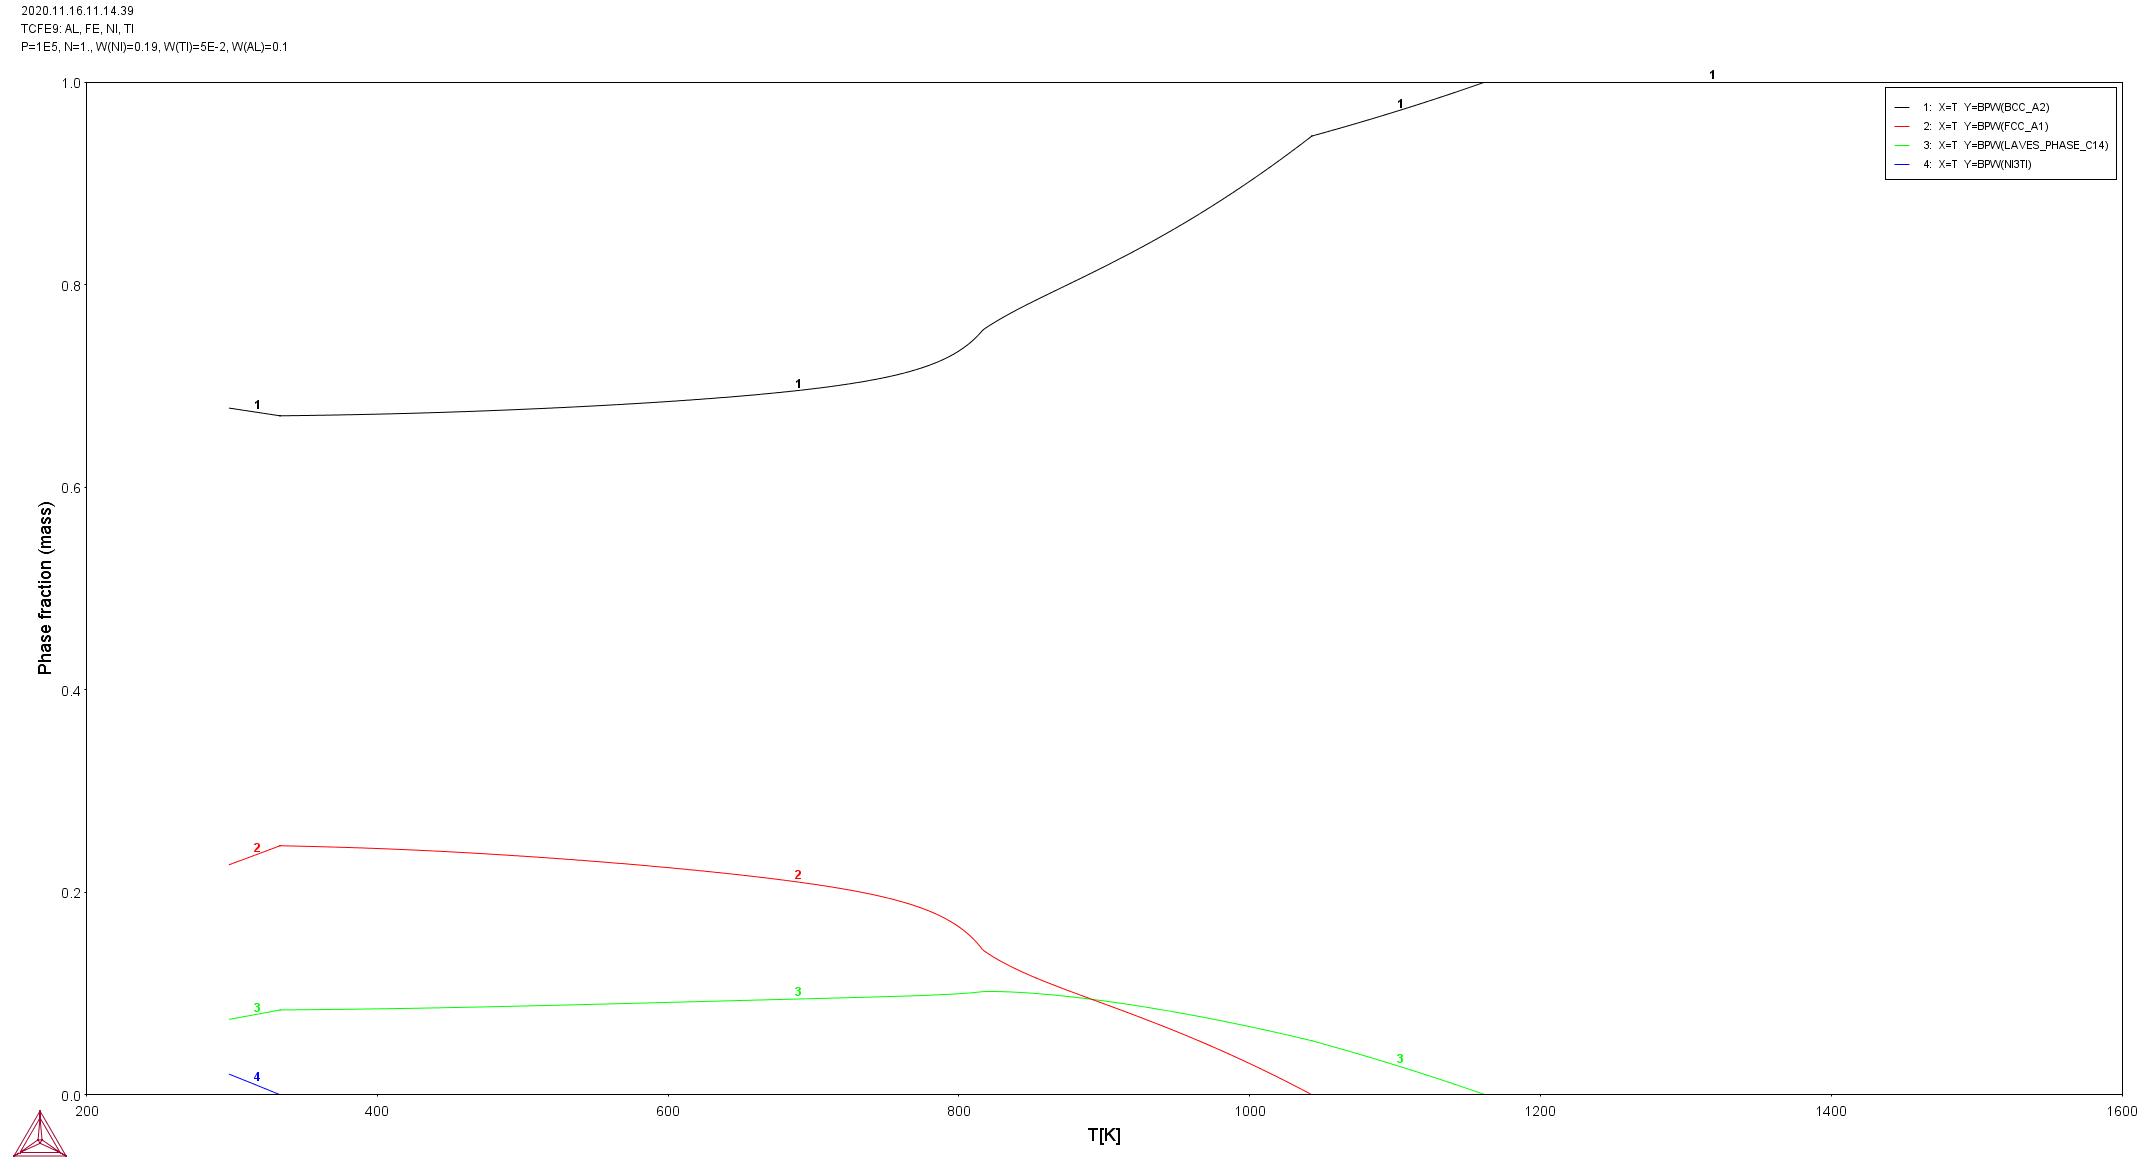 2020.11.16.11.14.39
TCFE9: AL, FE, NI, TI
P=1E5, N=1., W(NI)=0.19, W(TI)=5E-2, W(AL)=0.1
1
1.0
1
1: X=T Y=BPW(BCC_A2)
2: X=T Y=BPW(FCC_A1)
3: X=T Y=BPW(LAVES_PHASE_C14)
4: X=T Y=BPW(NI3TI)
0.8
1
1
0.6
Phase fraction (mass)
0.4
2
2
0.2
3
3
3
4
0.0
200 400 600 800 1000 1200 1400 1600
T[K]